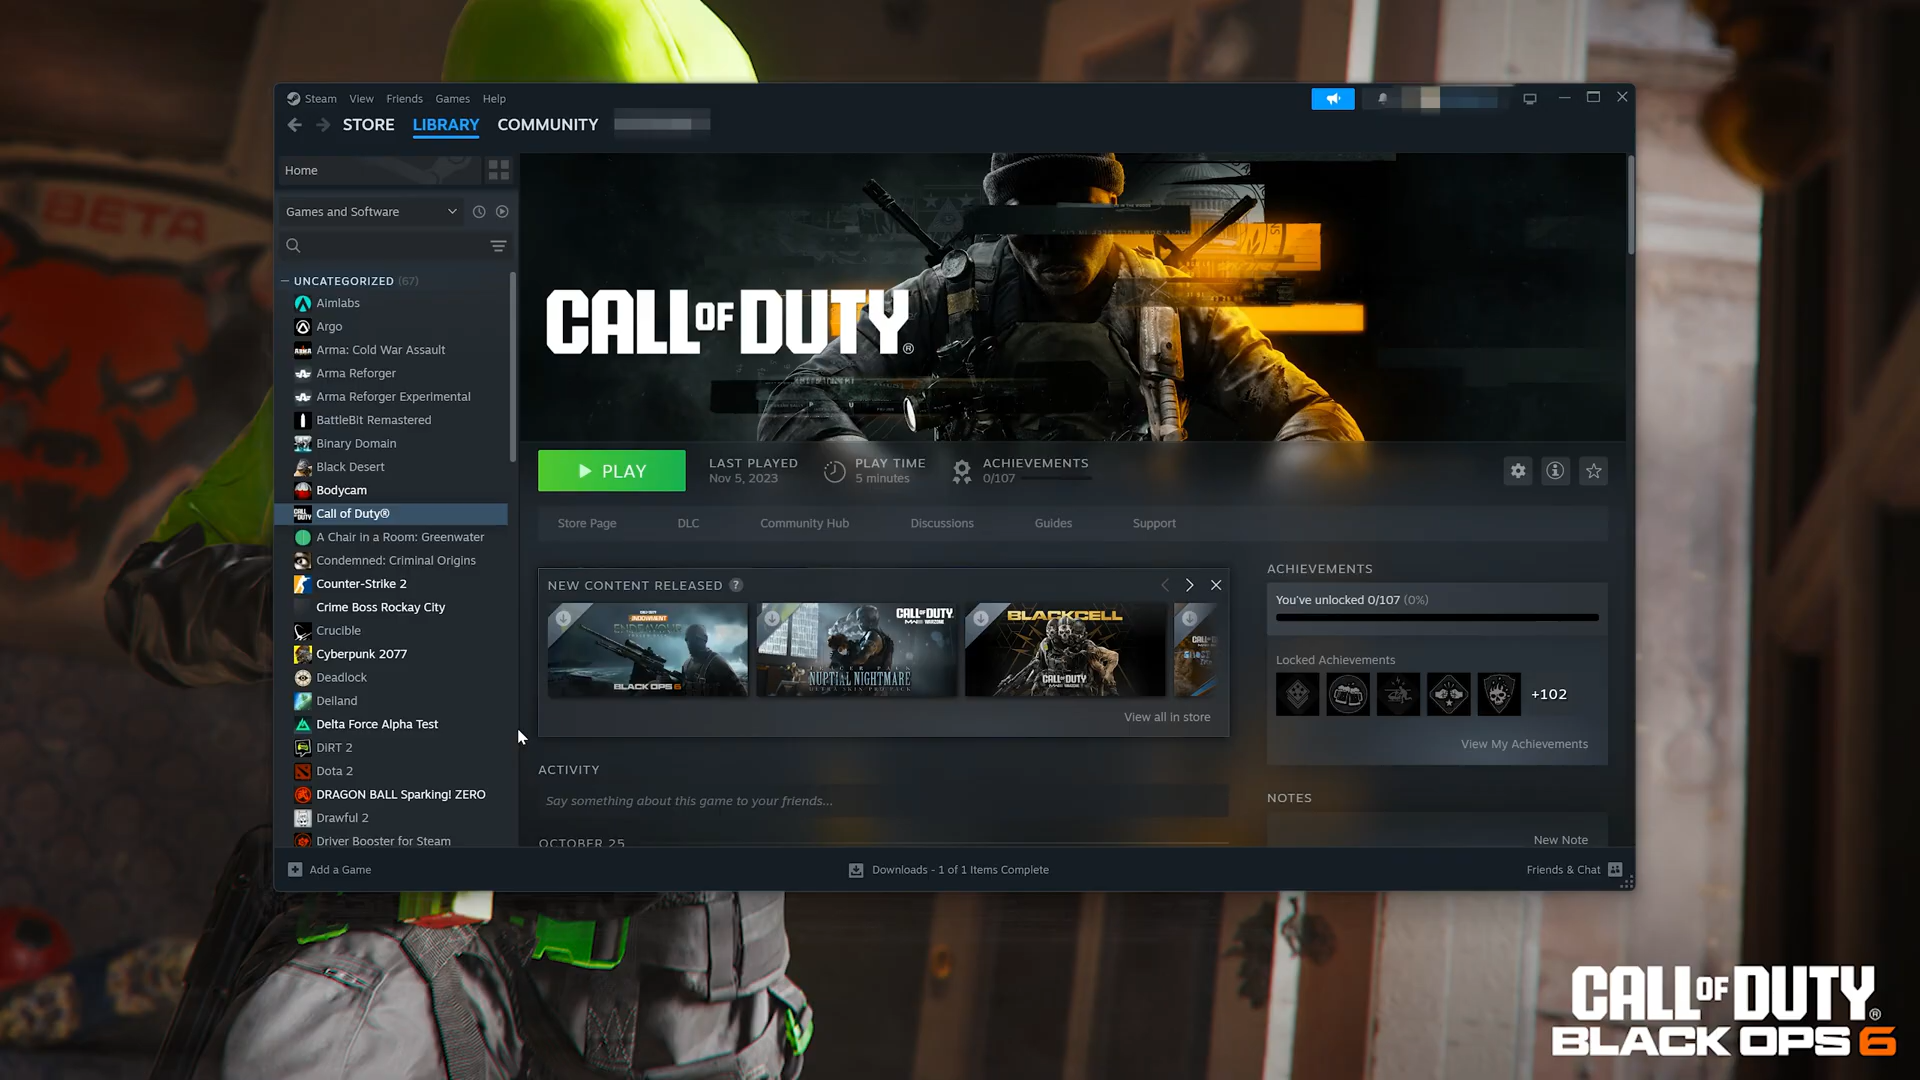 BETA
Steam View Friends Games Help
STORE LIBRARY COMMUNITY
Home
Games and Software
UNCATEGORIZED (67)
Aimlabs
Argo
Arma: Cold War Assault
Arma Reforger
Arma Reforger Experimental
BattleBit Remastered
Binary Domain
Black Desert
Bodycam
Call of Duty®
A Chair in a Room: Greenwater
Condemned: Criminal Origins
Counter-Strike 2
Crime Boss Rockay City
Crucible
Cyberpunk 2077
Deadlock
Deiland
Delta Force Alpha Test
DiRT 2
Dota 2
DRAGON BALL Sparking! ZERO
Drawful 2
Driver Booster for Steam
CALL OF DUTY®
PLAY
LAST PLAYED
Nov 5, 2023
PLAY TIME
5 minutes
ACHIEVEMENTS
0/107
Store Page DLC Community Hub Discussions Guides Support
NEW CONTENT RELEASED ?
ENDEAVOUR
BLACK OPS 6
CALL OF DUTY
TRACER PACK
NUPTIAL NIGHTMARE
ULTRA SKIN PRO PACK
BLACKCELL
CALL OF DUTY
View all in store
ACTIVITY
Say something about this game to your friends...
OCTOBER 25
ACHIEVEMENTS
You've unlocked 0/107 (0%)
Locked Achievements
+102
View My Achievements
NOTES
New Note
Add a Game
Downloads - 1 of 1 Items Complete
Friends & Chat
CALL OF DUTY®
BLACK OPS 6